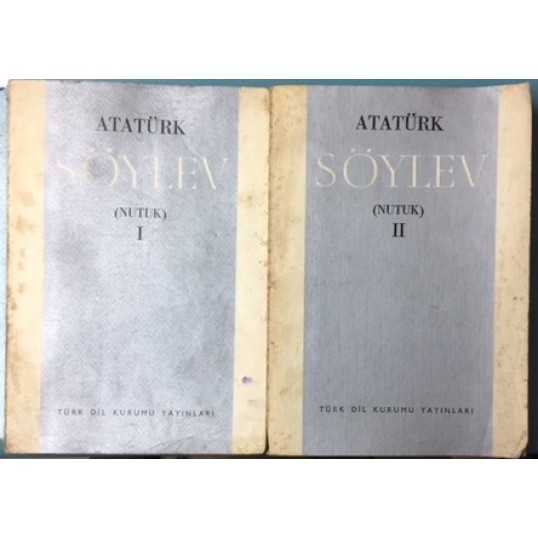 ATATÜRK
SÖYLEV
(NUTUK)
I
TÜRK DİL KURUMU YAYINLARI
ATATÜRK
SÖYLEV
(NUTUK)
II
TÜRK DİL KURUMU YAYINLARI